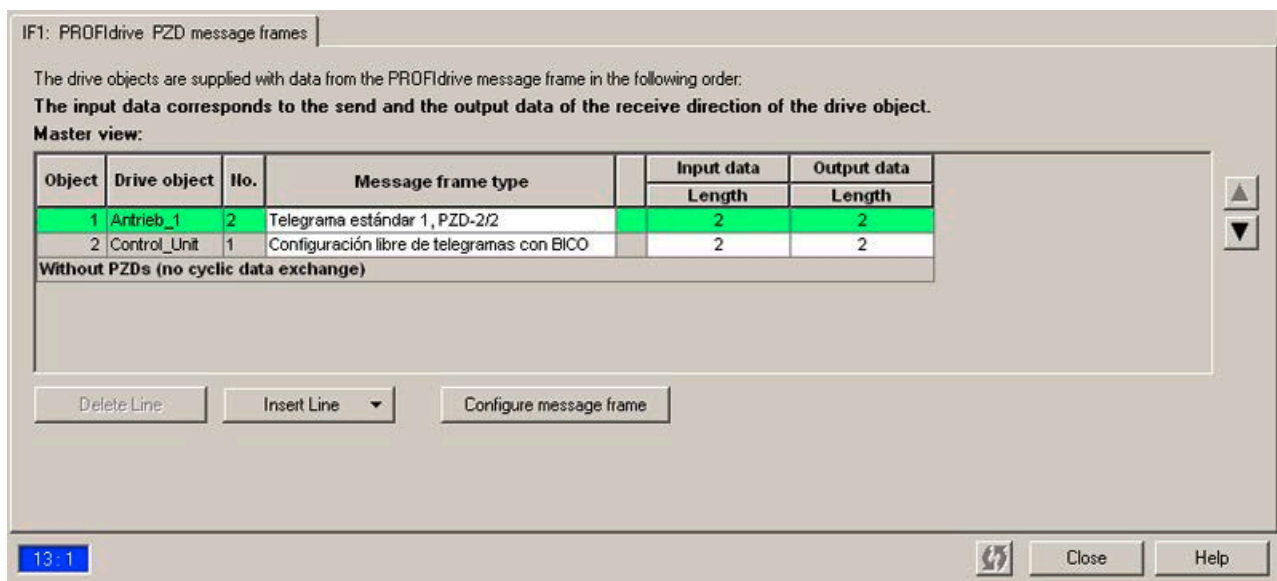 IF1: PROFIdrive PZD message frames
The drive objects are supplied with data from the PROFIdrive message frame in the following order:
The input data corresponds to the send and the output data of the receive direction of the drive object.
Master view:
Object Drive object No. Message frame type Input data Output data
Length Length
1 Antrieb_1 2 Telegrama estándar 1, PZD-2/2 2 2
2 Control_Unit 1 Configuración libre de telegramas con BICO 2 2
Without PZDs (no cyclic data exchange)
Delete Line Insert Line Configure message frame
13:1 Close Help